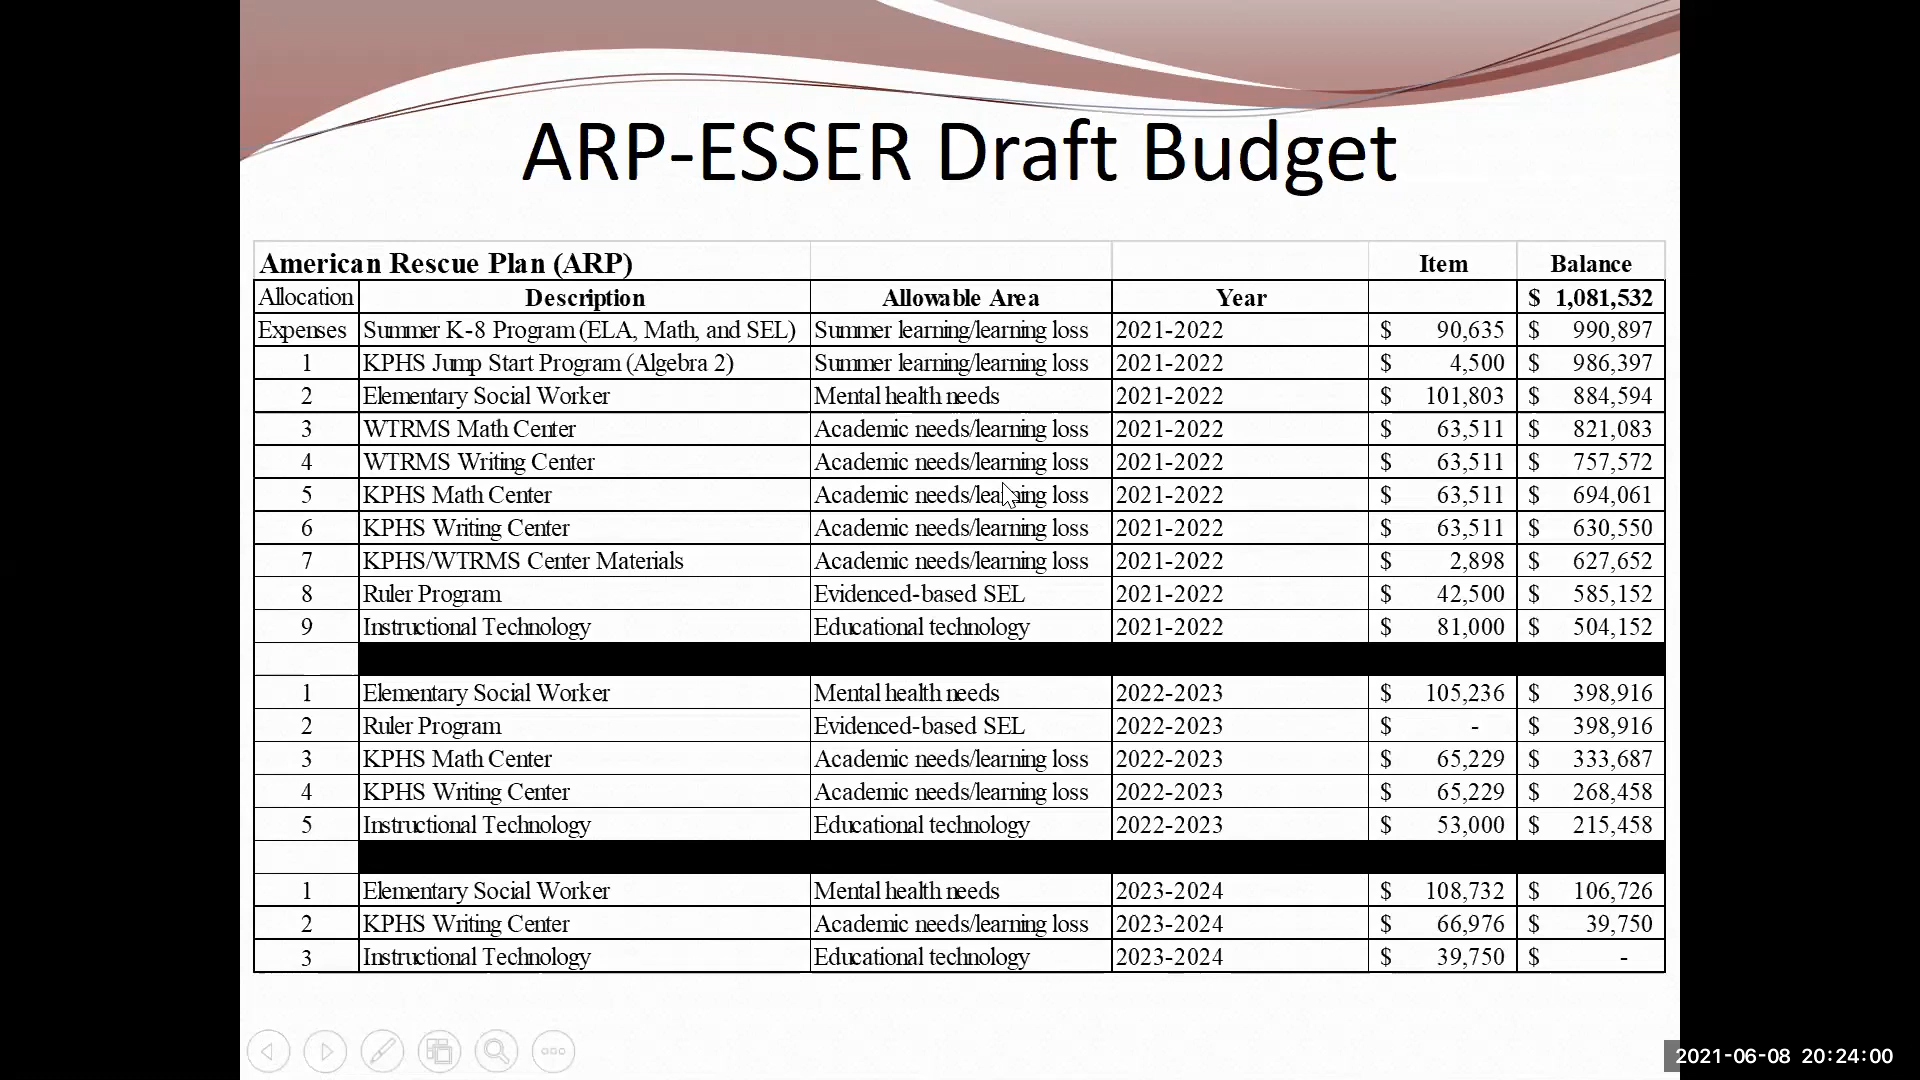 ARP-ESSER Draft Budget
American Rescue Plan (ARP) Item Balance
Allocation Description Allowable Area Year $ 1,081,532
Expenses Summer K-8 Program (ELA, Math, and SEL) Summer learning/learning loss 2021-2022 $ 90,635 $ 990,897
1 KPHS Jump Start Program (Algebra 2) Summer learning/learning loss 2021-2022 $ 4,500 $ 986,397
2 Elementary Social Worker Mental health needs 2021-2022 $ 101,803 $ 884,594
3 WTRMS Math Center Academic needs/learning loss 2021-2022 $ 63,511 $ 821,083
4 WTRMS Writing Center Academic needs/learning loss 2021-2022 $ 63,511 $ 757,572
5 KPHS Math Center Academic needs/learning loss 2021-2022 $ 63,511 $ 694,061
6 KPHS Writing Center Academic needs/learning loss 2021-2022 $ 63,511 $ 630,550
7 KPHS/WTRMS Center Materials Academic needs/learning loss 2021-2022 $ 2,898 $ 627,652
8 Ruler Program Evidenced-based SEL 2021-2022 $ 42,500 $ 585,152
9 Instructional Technology Educational technology 2021-2022 $ 81,000 $ 504,152
1 Elementary Social Worker Mental health needs 2022-2023 $ 105,236 $ 398,916
2 Ruler Program Evidenced-based SEL 2022-2023 $ - $ 398,916
3 KPHS Math Center Academic needs/learning loss 2022-2023 $ 65,229 $ 333,687
4 KPHS Writing Center Academic needs/learning loss 2022-2023 $ 65,229 $ 268,458
5 Instructional Technology Educational technology 2022-2023 $ 53,000 $ 215,458
1 Elementary Social Worker Mental health needs 2023-2024 $ 108,732 $ 106,726
2 KPHS Writing Center Academic needs/learning loss 2023-2024 $ 66,976 $ 39,750
3 Instructional Technology Educational technology 2023-2024 $ 39,750 $ -
2021-06-08 20:24:00